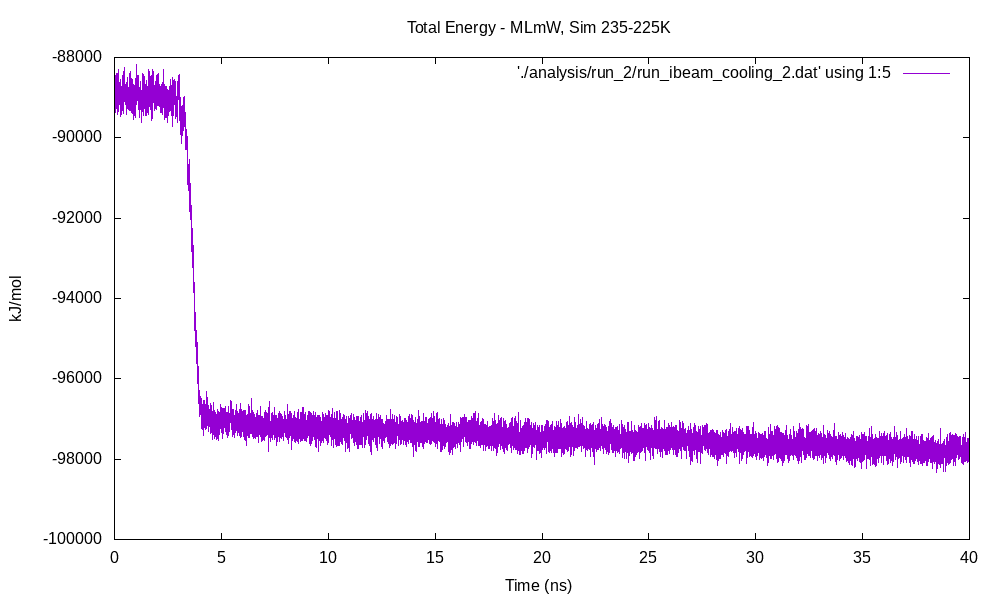 Total Energy - MLmW, Sim 235-225K
'./analysis/run_2/run_ibeam_cooling_2.dat' using 1:5
-88000
-90000
-92000
-94000
-96000
-98000
-100000
kJ/mol
0 5 10 15 20 25 30 35 40
Time (ns)